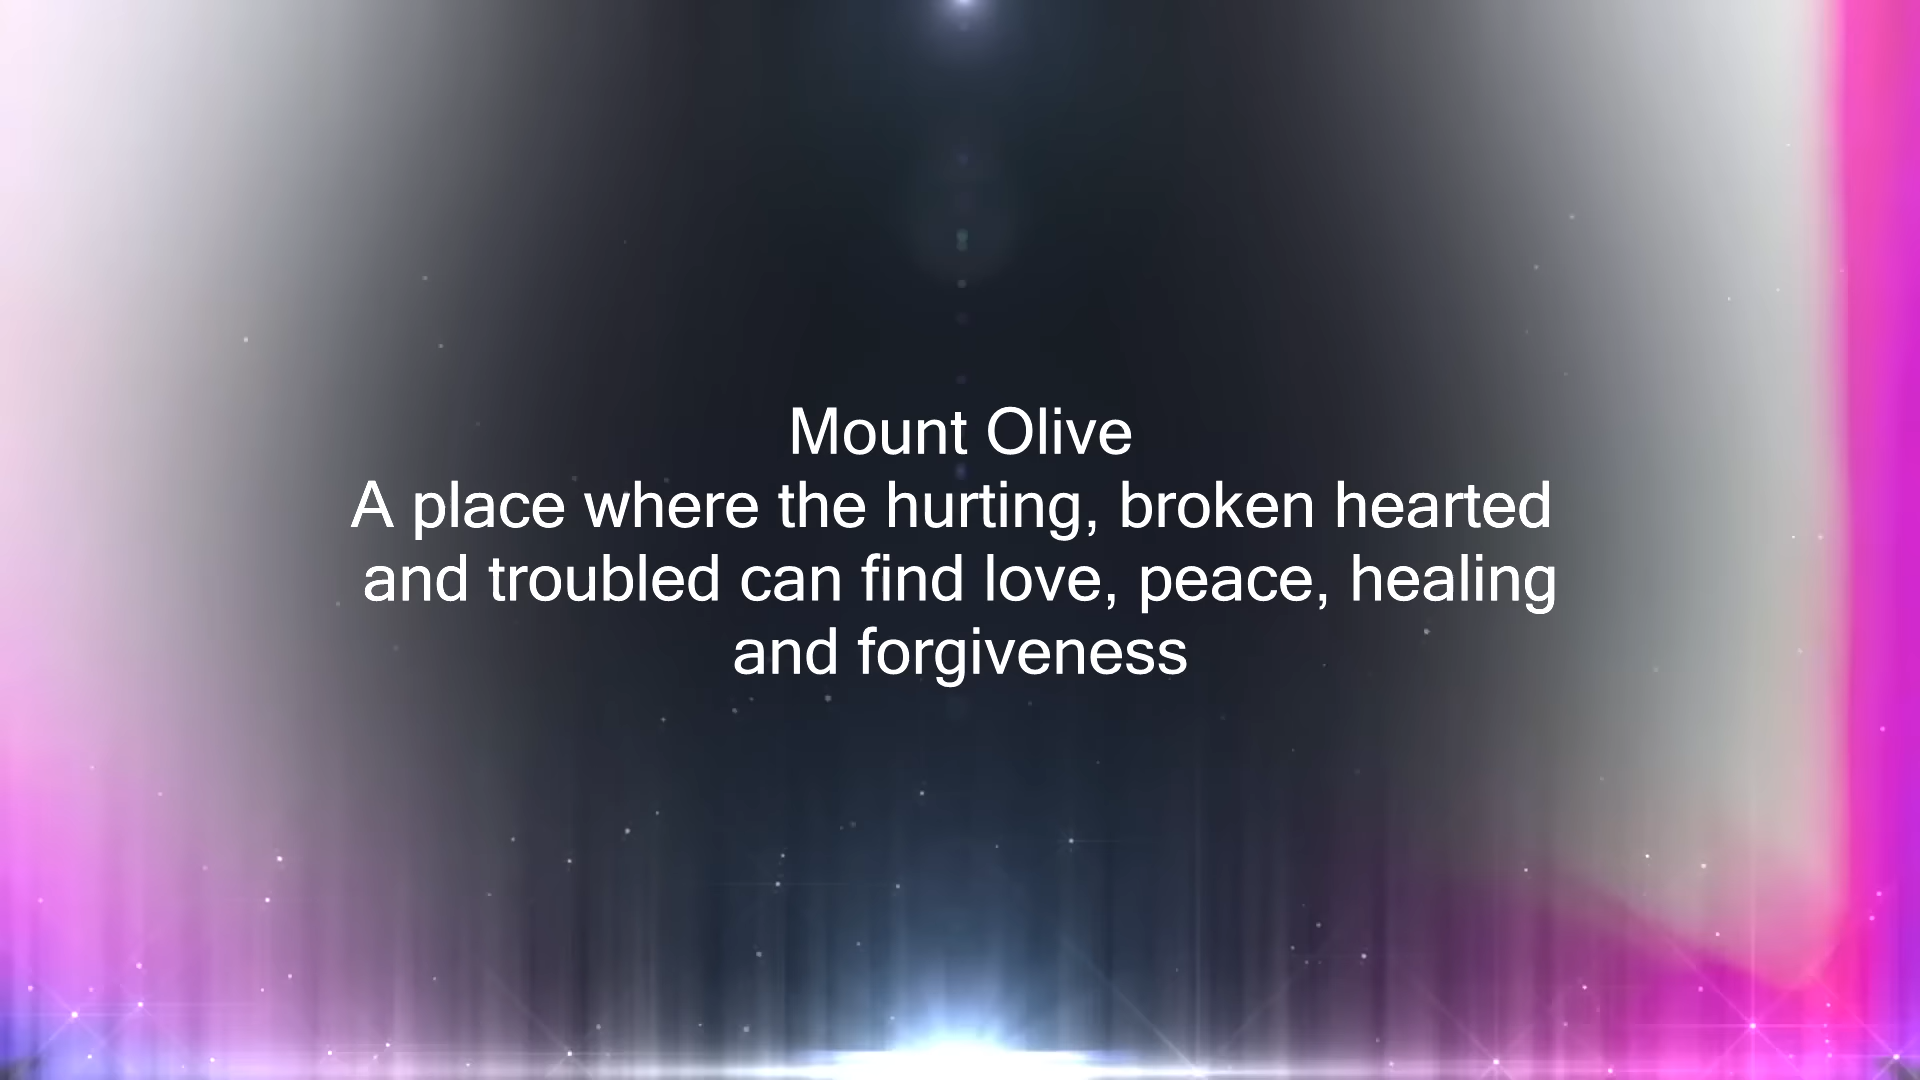 Mount Olive
A place where the hurting, broken hearted
and troubled can find love, peace, healing
and forgiveness